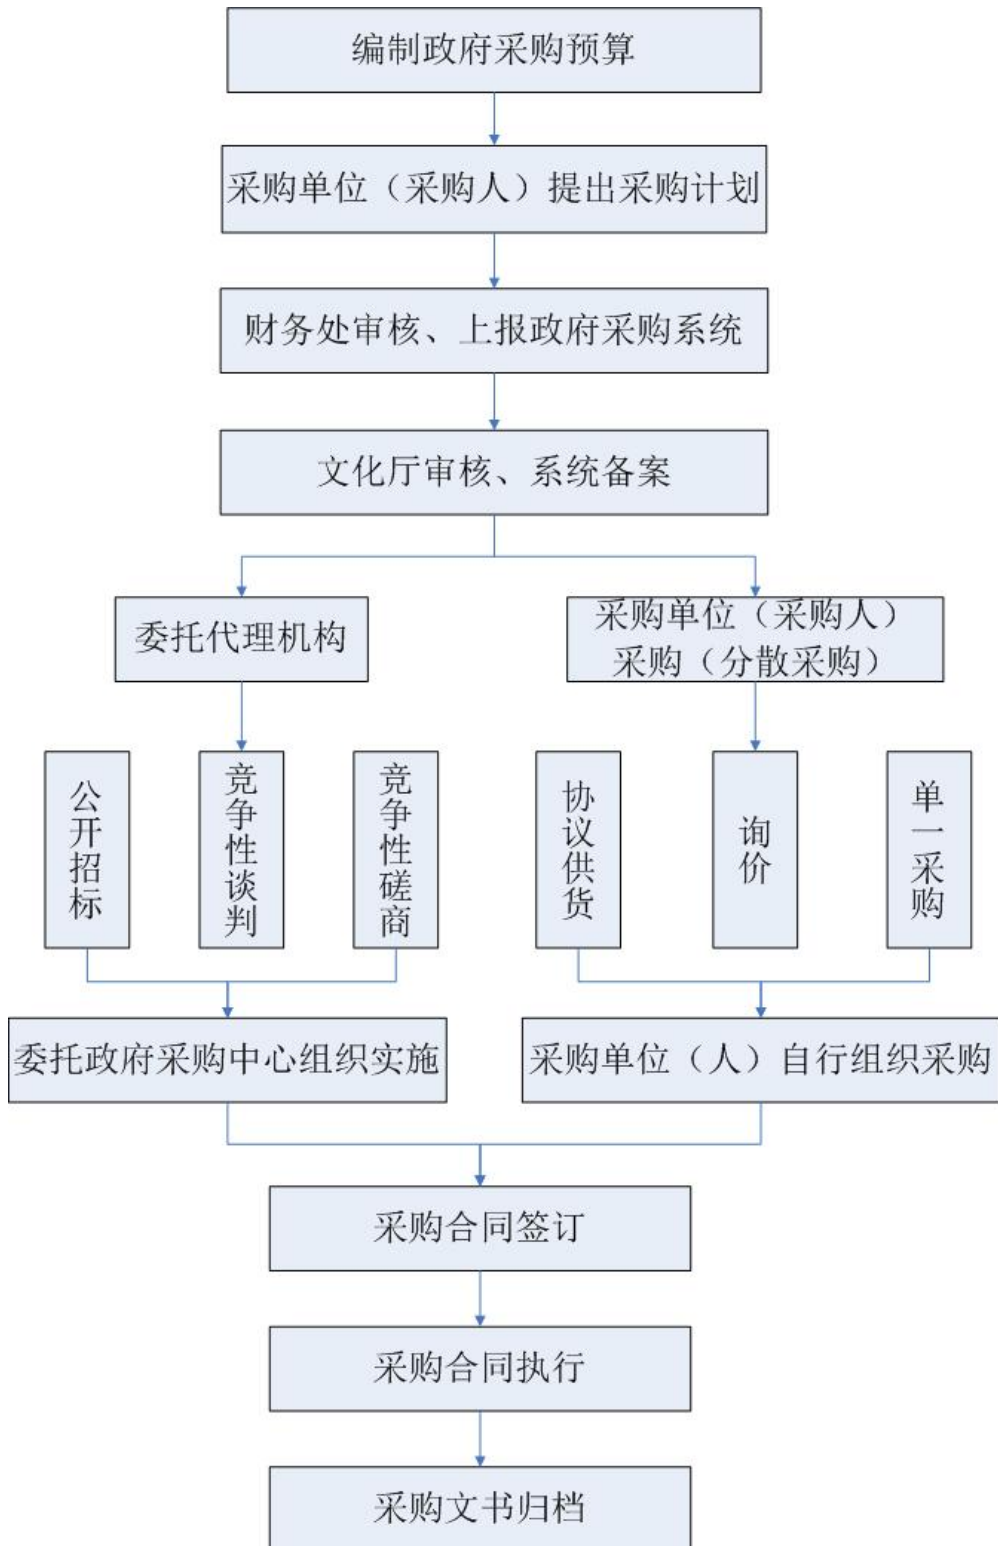 编制政府采购预算
采购单位（采购人）提出采购计划
财务处审核、上报政府采购系统
文化厅审核、系统备案
委托代理机构
采购单位（采购人）
采购（分散采购）
公开招标
竞争性谈判
竞争性磋商
协议供货
询价
单一采购
委托政府采购中心组织实施
采购单位（人）自行组织采购
采购合同签订
采购合同执行
采购文书归档